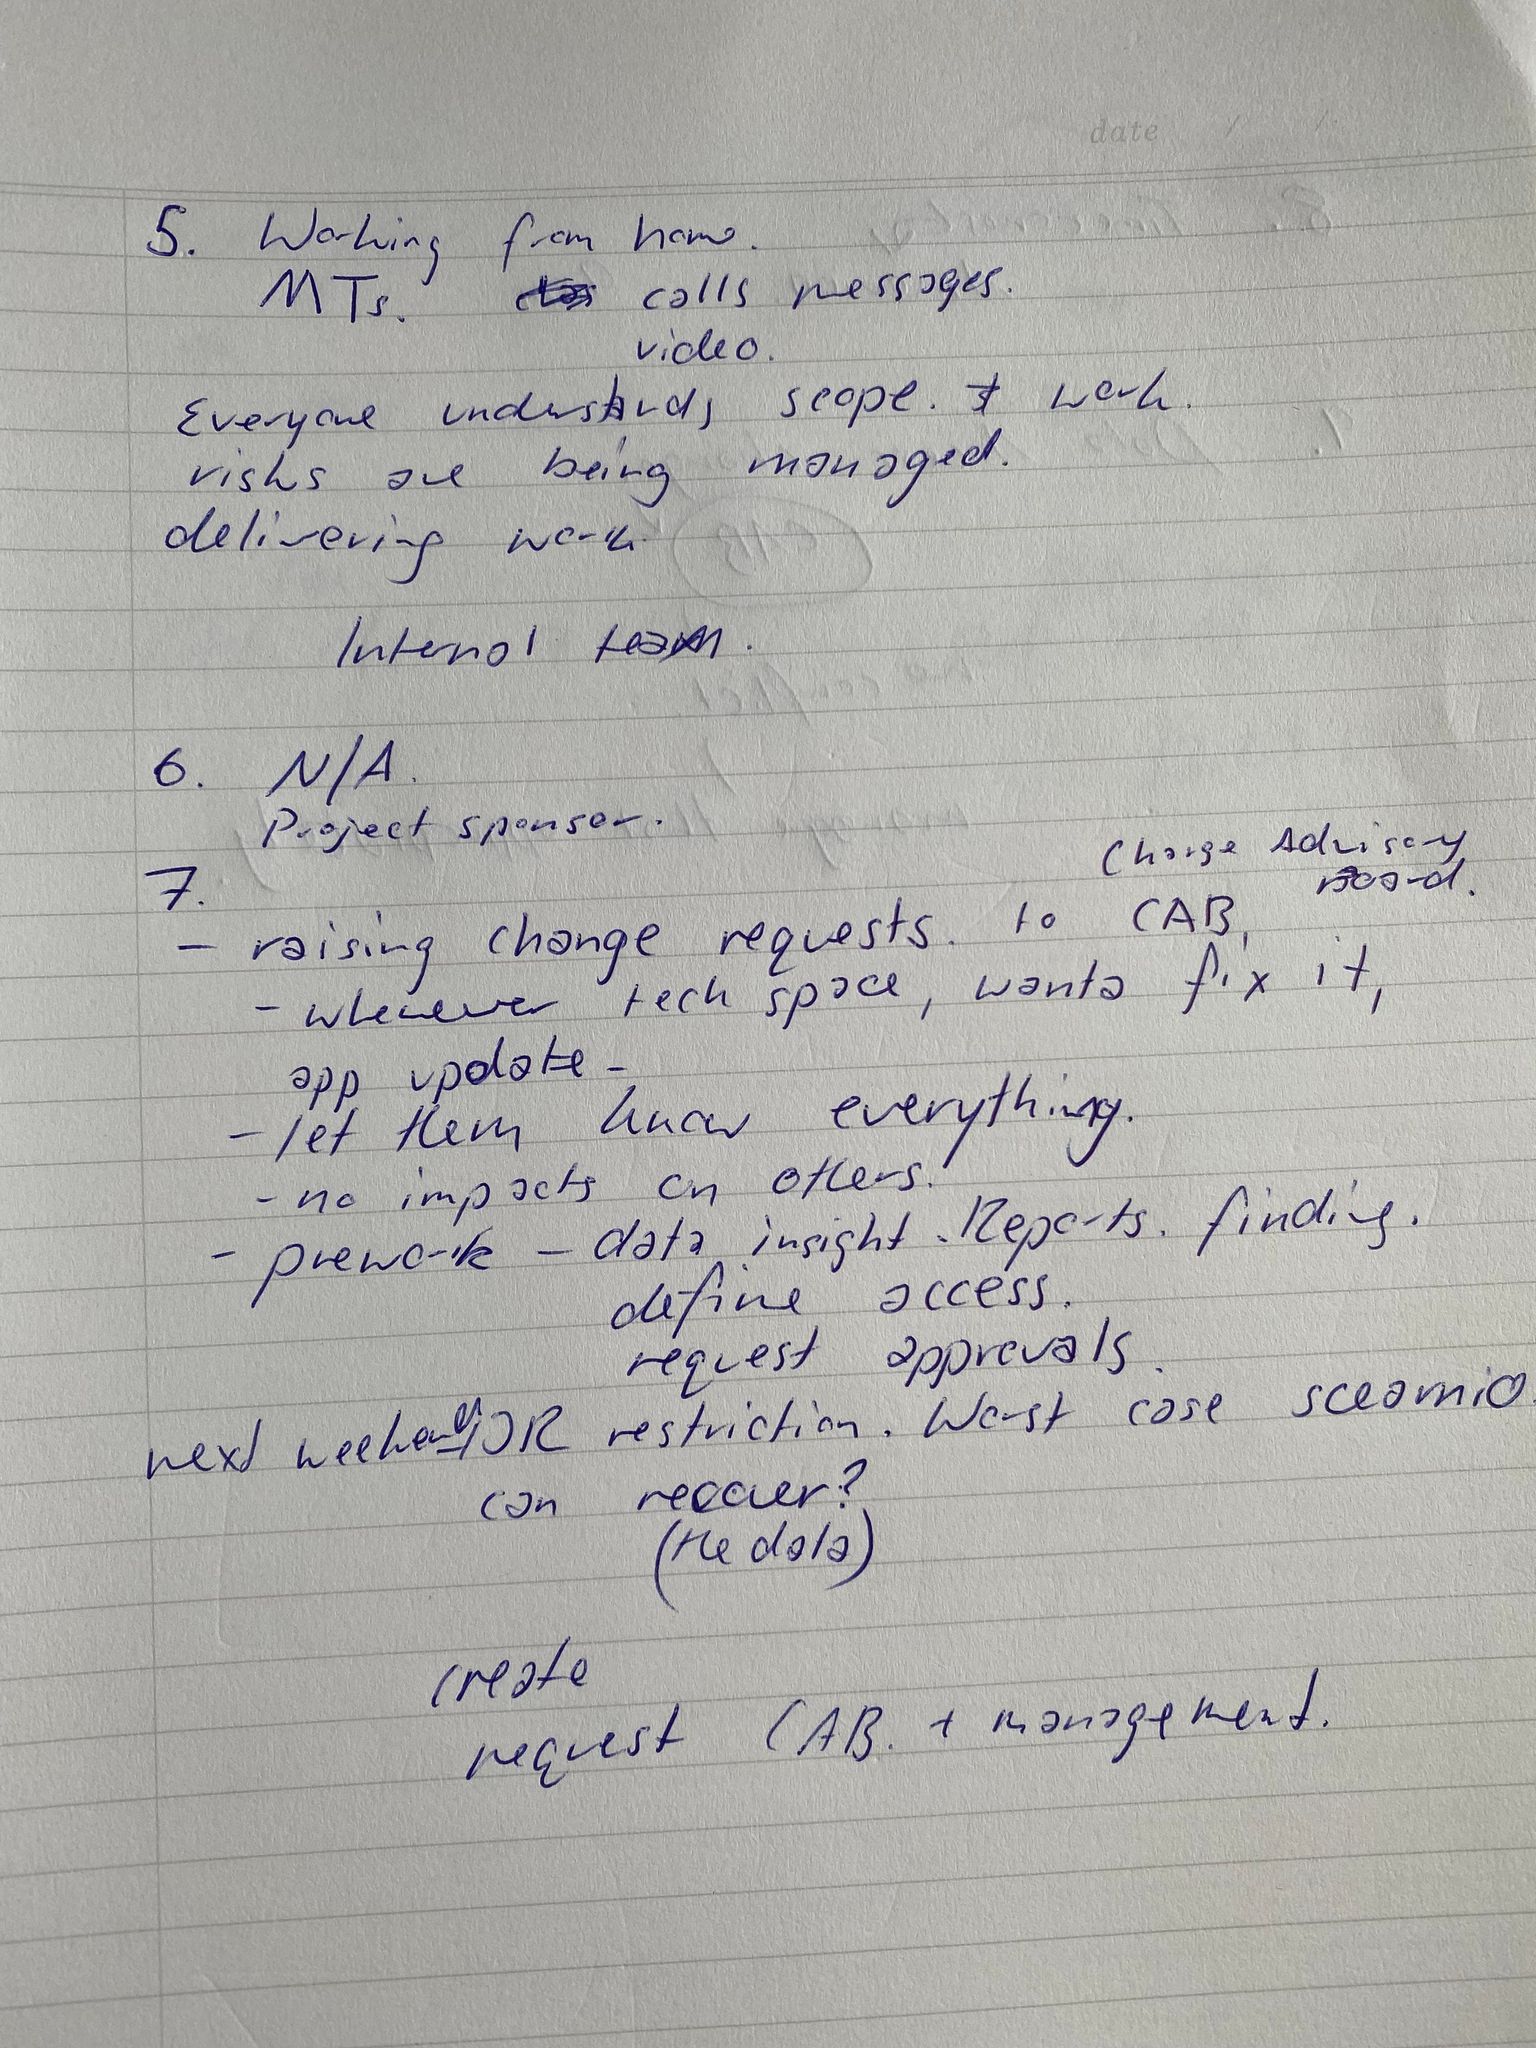 date / /
5. Working from home.
MTs. calls messages.
video.
Everyone understands scope. & work.
risks are being managed.
delivering work.
Internal team.
6. N/A.
Project sponsor.
7.
Change Advisory
Board.
- raising change requests. to CAB,
- whenever tech space, wanta fix it,
app update -
- let them know everything.
- no impacts on others.
- prework - data insight. Reports. finding.
define access.
request approvals.
next weekend DR restriction. Worst case sceamio.
can recover?
(the data)
create
request CAB. + management.